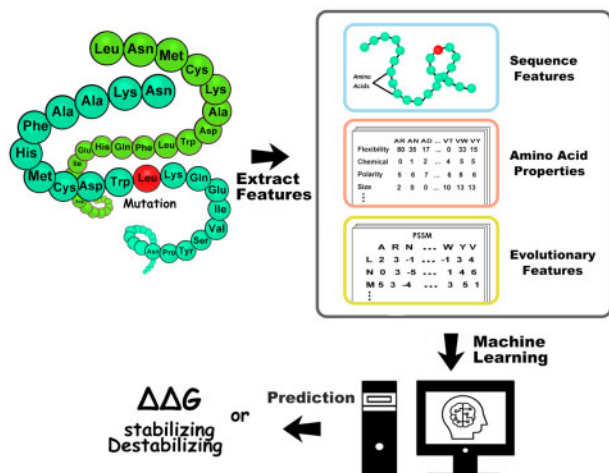 Leu Asn Met Cys Lys Ala Asp Trp Leu Phe Gln His Glu Ile
Asn Lys Ala Ala Phe His Met Cys Asp Trp Leu Lys Gln Glu Ile Val Ser Tyr Pro Asn
Mutation
Extract
Features
Amino
Acids
Sequence
Features
AR AN AD ... VT VW VY
Flexibility 80 35 17 ... 0 33 15
Chemical 0 1 2 ... 4 5 5
Polarity 5 6 7 ... 6 8 6
Size 2 0 0 ... 10 13 13
Amino Acid
Properties
PSSM
A R N ... W Y V
L 2 3 -1 ... -1 3 4
N 0 3 -5 ... 1 4 6
M 5 3 -4 ... 3 5 1
Evolutionary
Features
Machine
Learning
Prediction
ΔΔG
or
stabilizing
Destabilizing